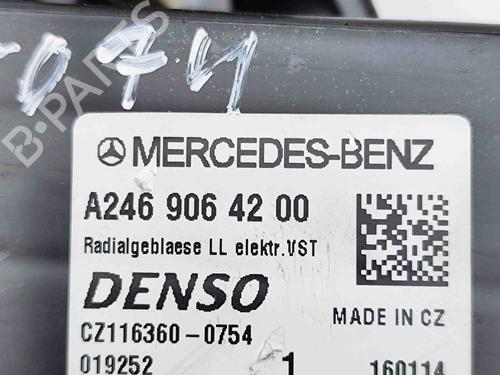 074
B-PARTS
MERCEDES-BENZ
A246 906 42 00
Radialgeblaese LL elektr.VST
DENSO
CZ116360-0754
MADE IN CZ
019252 1 160114